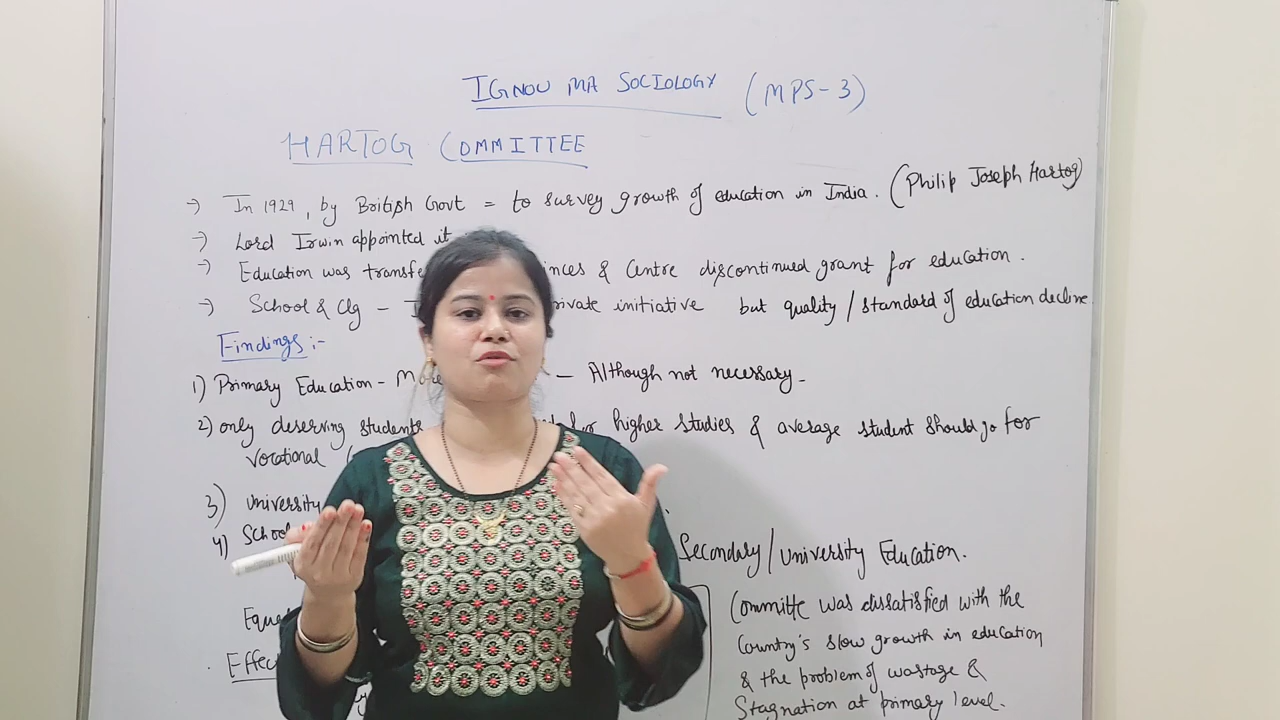 IGNOU MA SOCIOLOGY (MPS-3)
HARTOG COMMITTEE
→ In 1929, by British Govt = to survey growth of education in India. (Philip Joseph Hartog)
→ Lord Irwin appointed it
→ Education was & Centre discontinued grant for education.
→ School & Clg - initiative but quality / standard of education decline.
Findings :-
1) Primary Education - — Although not necessary.
2) only deserving students for higher studies & average student should go for
vocational
3) University
4)
Secondary / University Education.
Committe was dissatisfied with the
Country's slow growth in education
& the problem of wastage &
Stagnation at primary level.